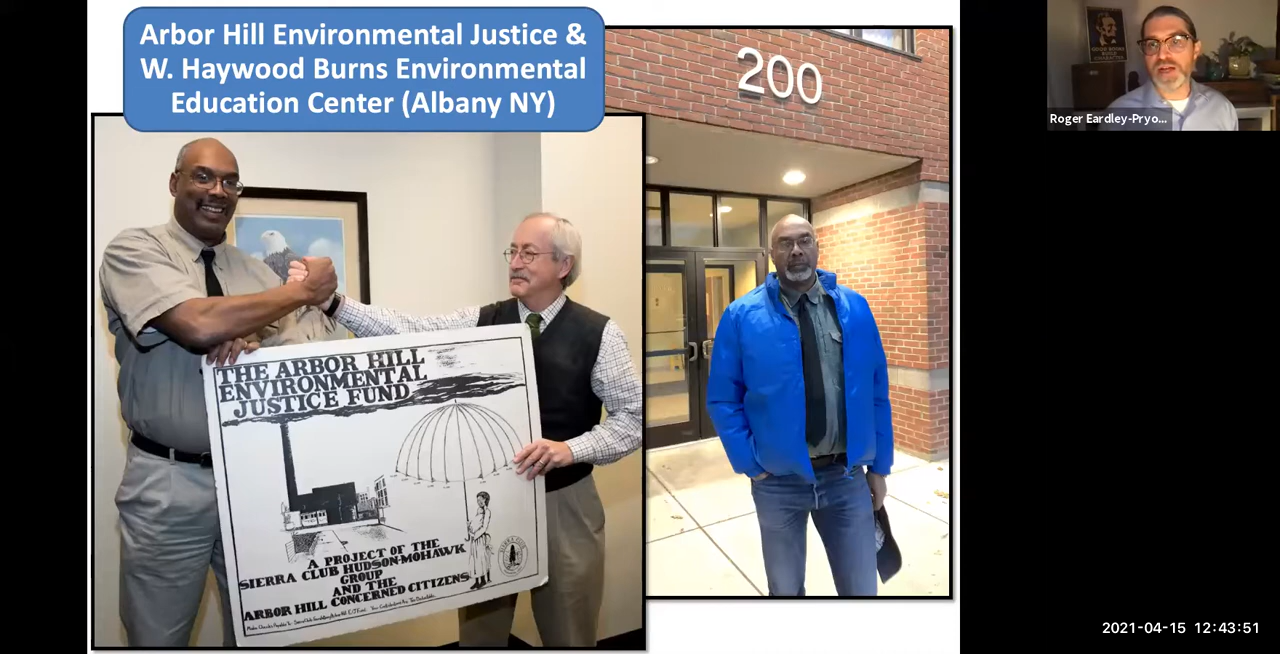 Arbor Hill Environmental Justice &
W. Haywood Burns Environmental
Education Center (Albany NY)
200
Roger Eardley-Pryo...
THE ARBOR HILL
ENVIRONMENTAL
JUSTICE FUND
A PROJECT OF THE
SIERRA CLUB HUDSON-MOHAWK
GROUP
AND THE
ARBOR HILL CONCERNED CITIZENS
2021-04-15 12:43:51